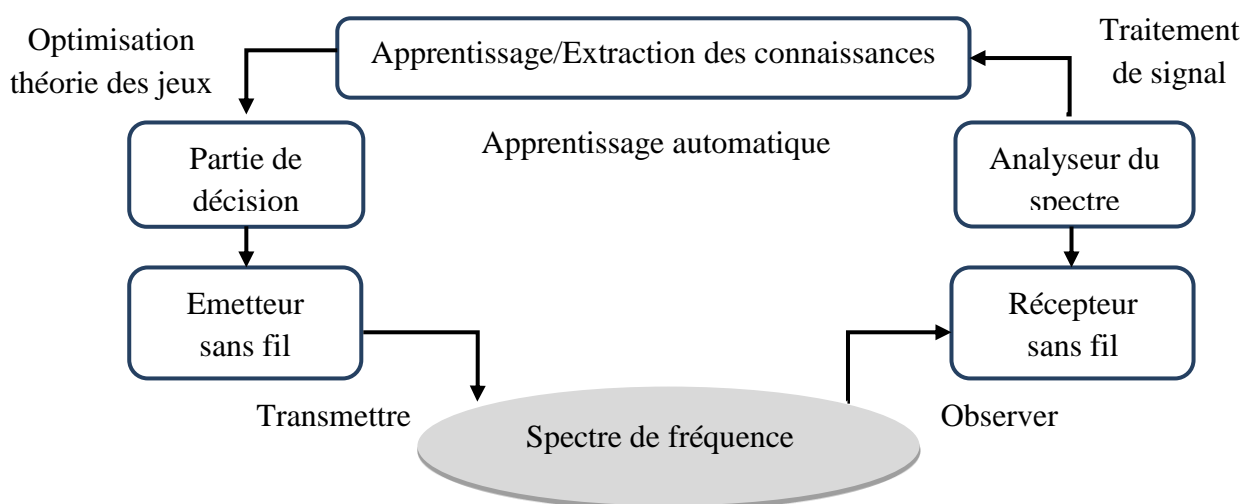 Optimisation
théorie des jeux
Apprentissage/Extraction des connaissances
Traitement
de signal
Apprentissage automatique
Partie de
décision
Analyseur du
spectre
Emetteur
sans fil
Récepteur
sans fil
Transmettre
Observer
Spectre de fréquence